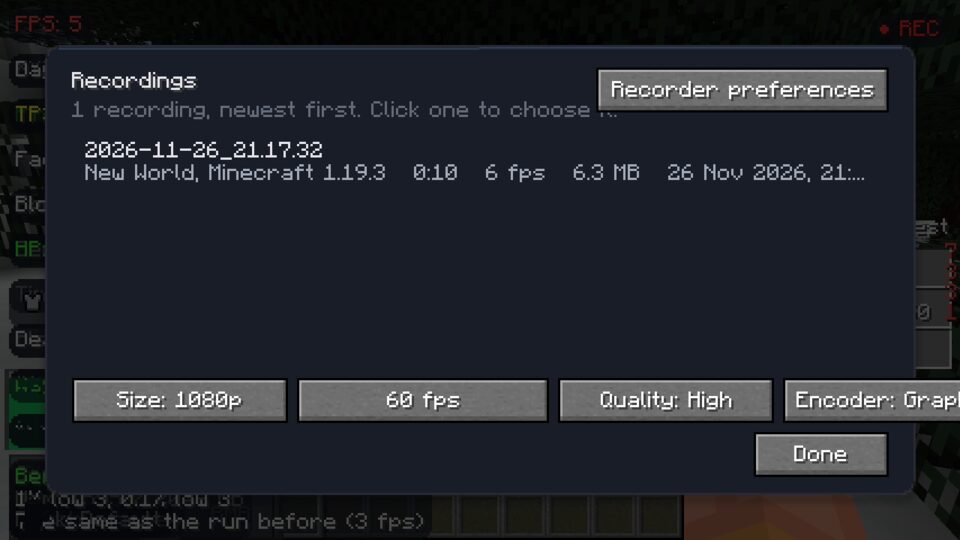 FPS: 5
REC
Recordings
Recorder preferences
1 recording, newest first. Click one to choose
2026-11-26_21.17.32
New World, Minecraft 1.19.3 0:10 6 fps 6.3 MB 26 Nov 2026, 21:...
Size: 1080p
60 fps
Quality: High
Encoder: Grap
Done
same as the run before (3 fps)